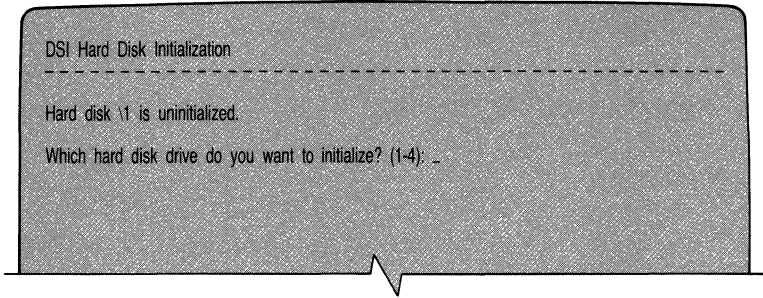 DSI Hard Disk Initialization
Hard disk \1 is uninitialized.
Which hard disk drive do you want to initialize? (1-4): _